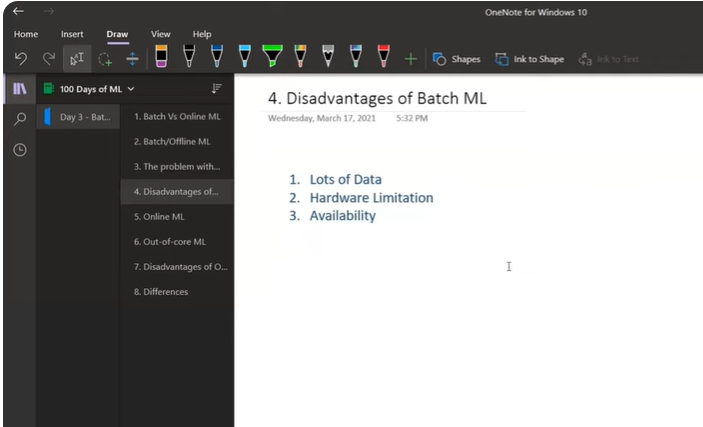 OneNote for Windows 10
Home Insert Draw View Help
Shapes Ink to Shape Ink to Text
100 Days of ML
Day 3 - Bat...
1. Batch Vs Online ML
2. Batch/Offline ML
3. The problem with...
4. Disadvantages of...
5. Online ML
6. Out-of-core ML
7. Disadvantages of O...
8. Differences
4. Disadvantages of Batch ML
Wednesday, March 17, 2021 5:32 PM
1. Lots of Data
2. Hardware Limitation
3. Availability